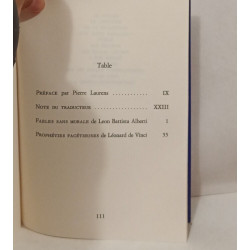 Table
PRÉFACE par Pierre Laurens . . . . . . . . . . . . IX
NOTE DU TRADUCTEUR . . . . . . . . . . . . . . XXIII
FABLES SANS MORALE de Leon Battista Alberti 1
PROPHÉTIES FACÉTIEUSES de Léonard de Vinci 55
111